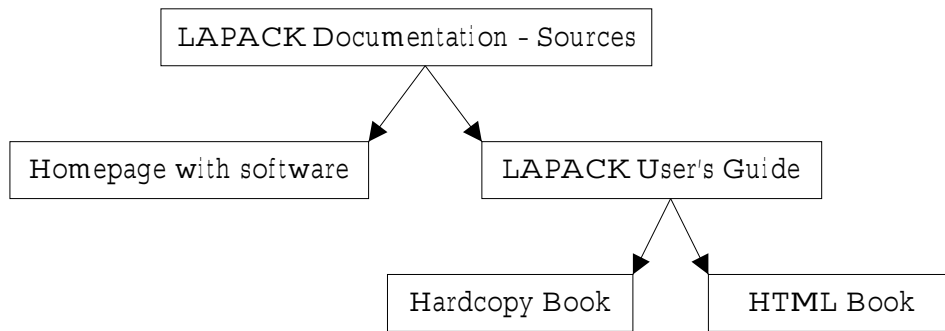 LAPACK Documentation - Sources
Homepage with software
LAPACK User's Guide
Hardcopy Book
HTML Book